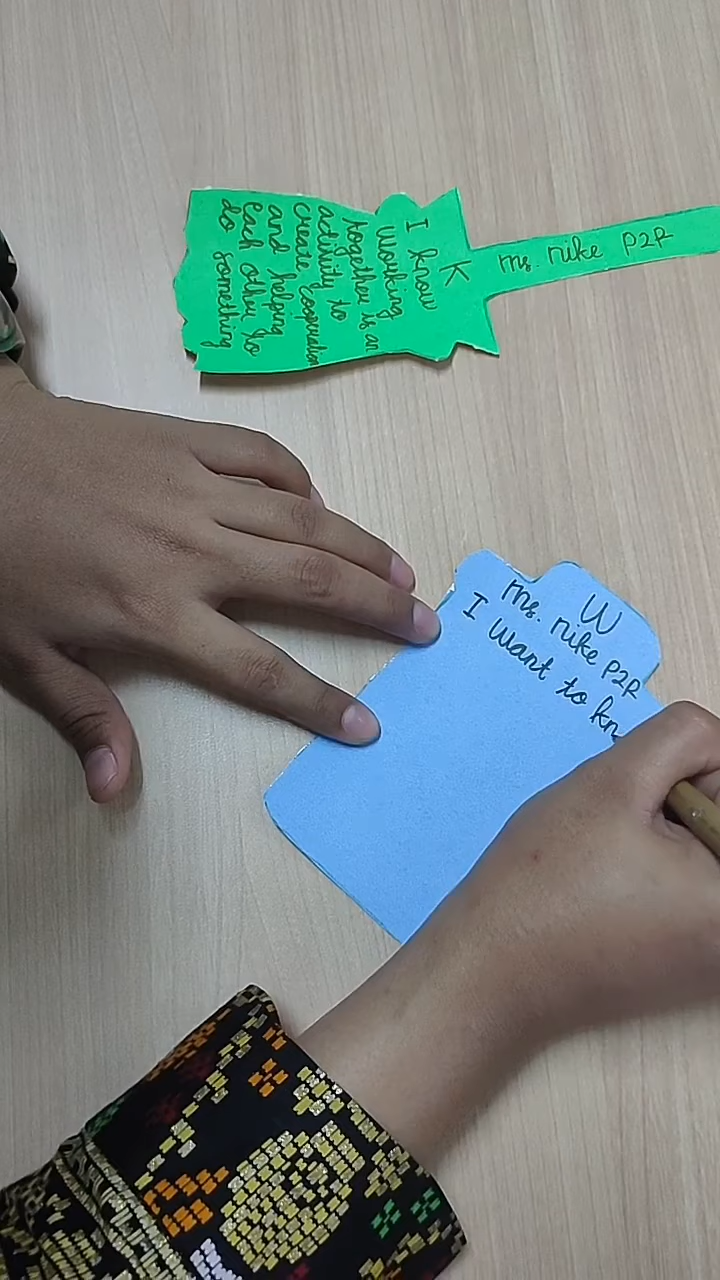 ms. nike P2R
K
I know
working
together is an
activity to
create cooperation
and helping
each other to
do something
W
ms. nike P2R
I want to kn